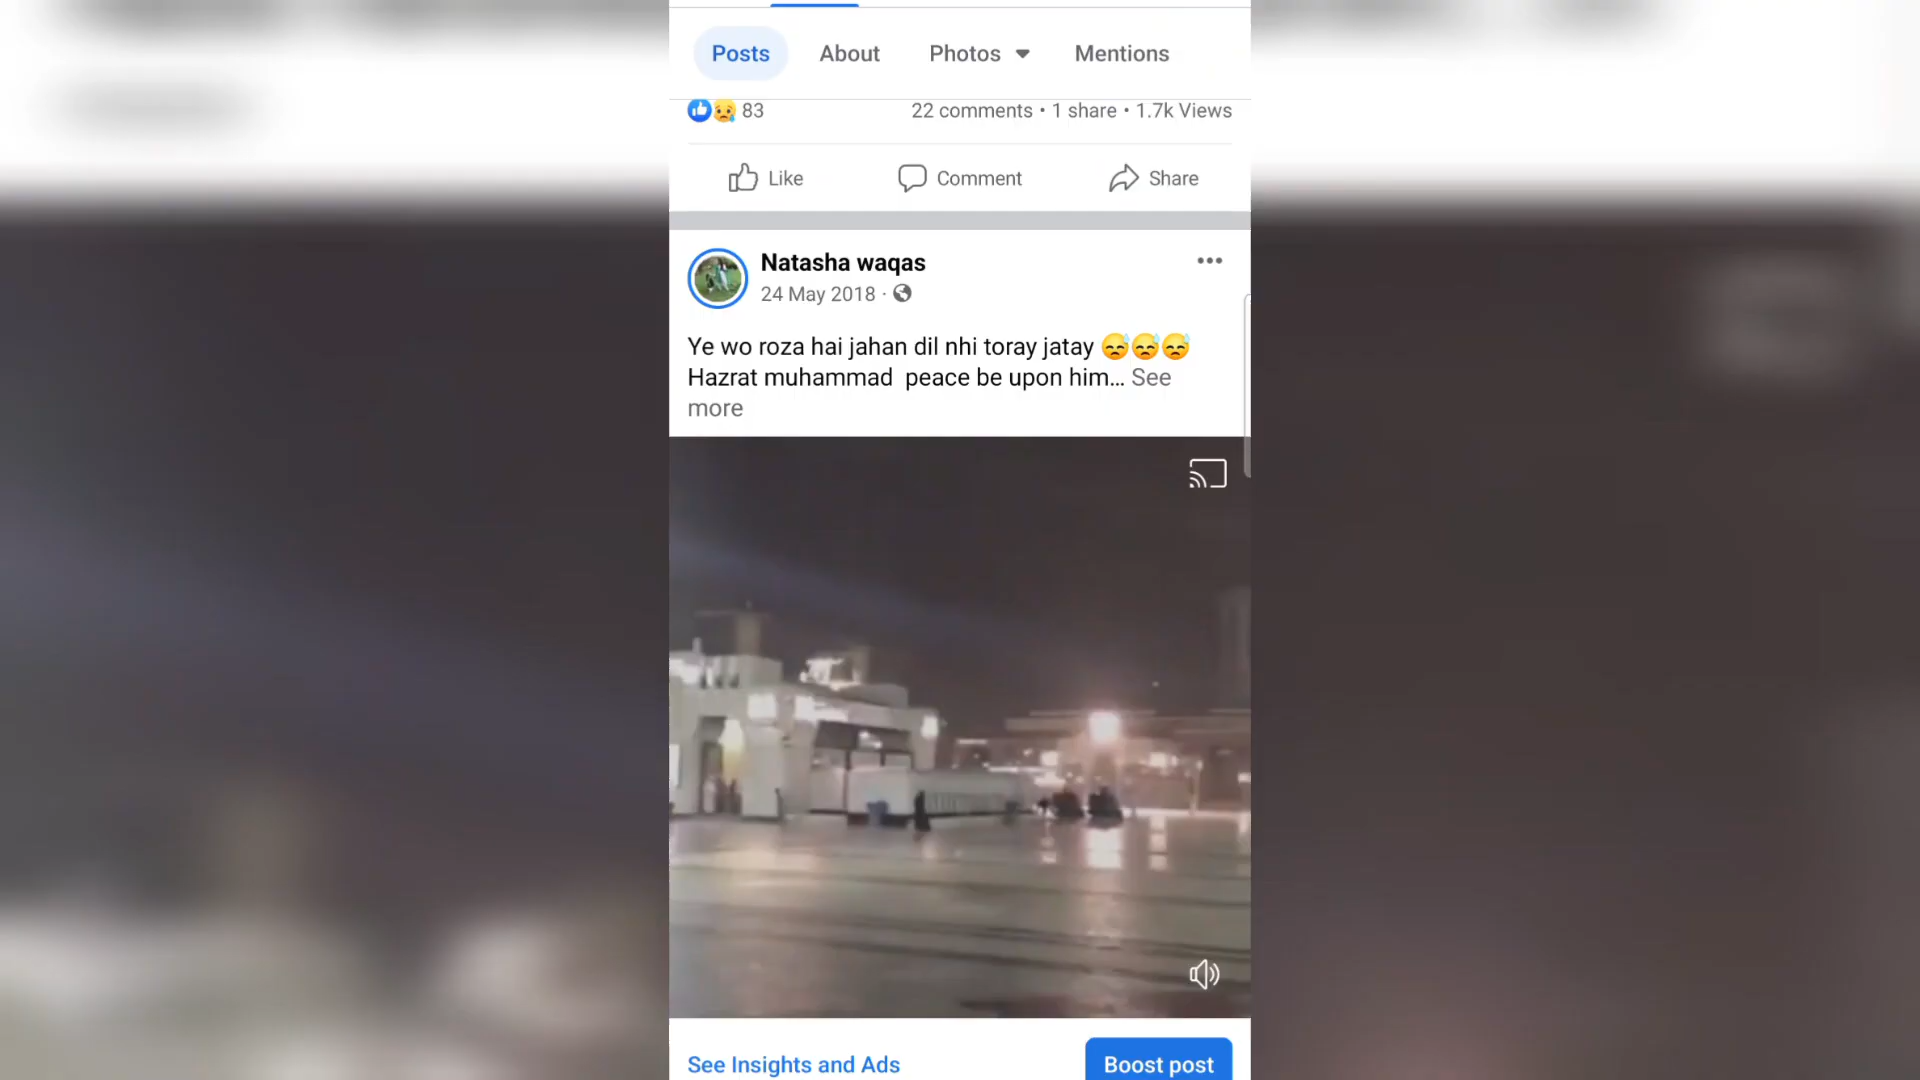 Posts About Photos Mentions
83 22 comments • 1 share • 1.7k Views
Like Comment Share
Natasha waqas
24 May 2018 ·
Ye wo roza hai jahan dil nhi toray jatay 😓😓😓
Hazrat muhammad peace be upon him... See
more
See Insights and Ads Boost post